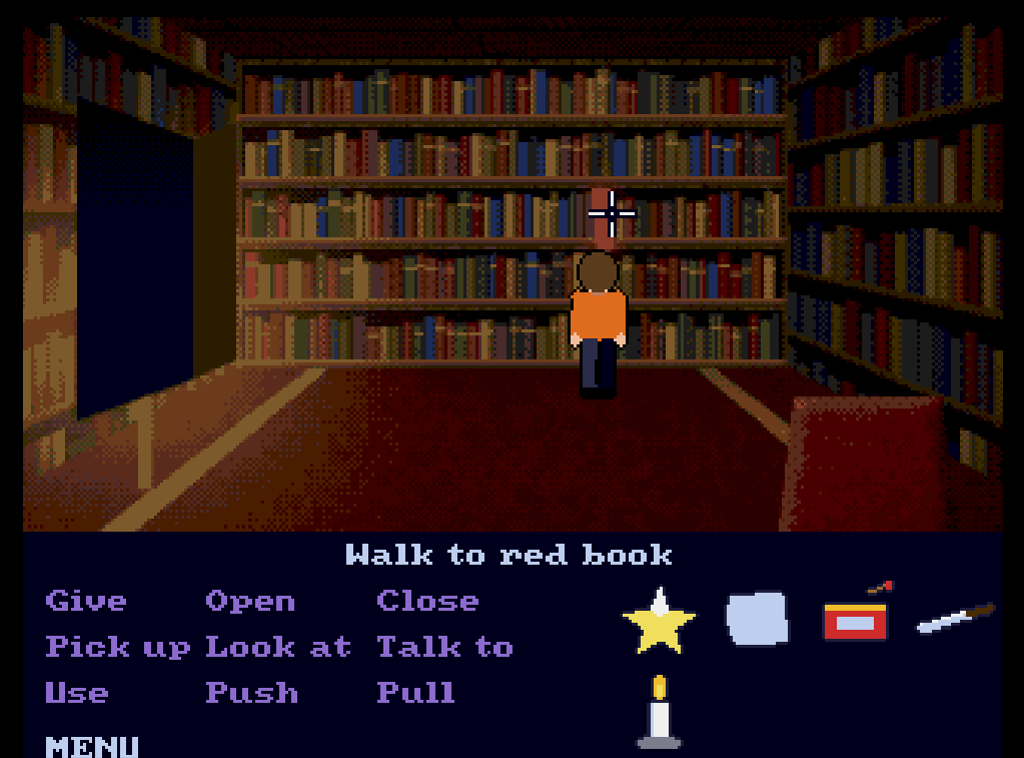 Walk to red book
Give Open Close
Pick up Look at Talk to
Use Push Pull
MENU